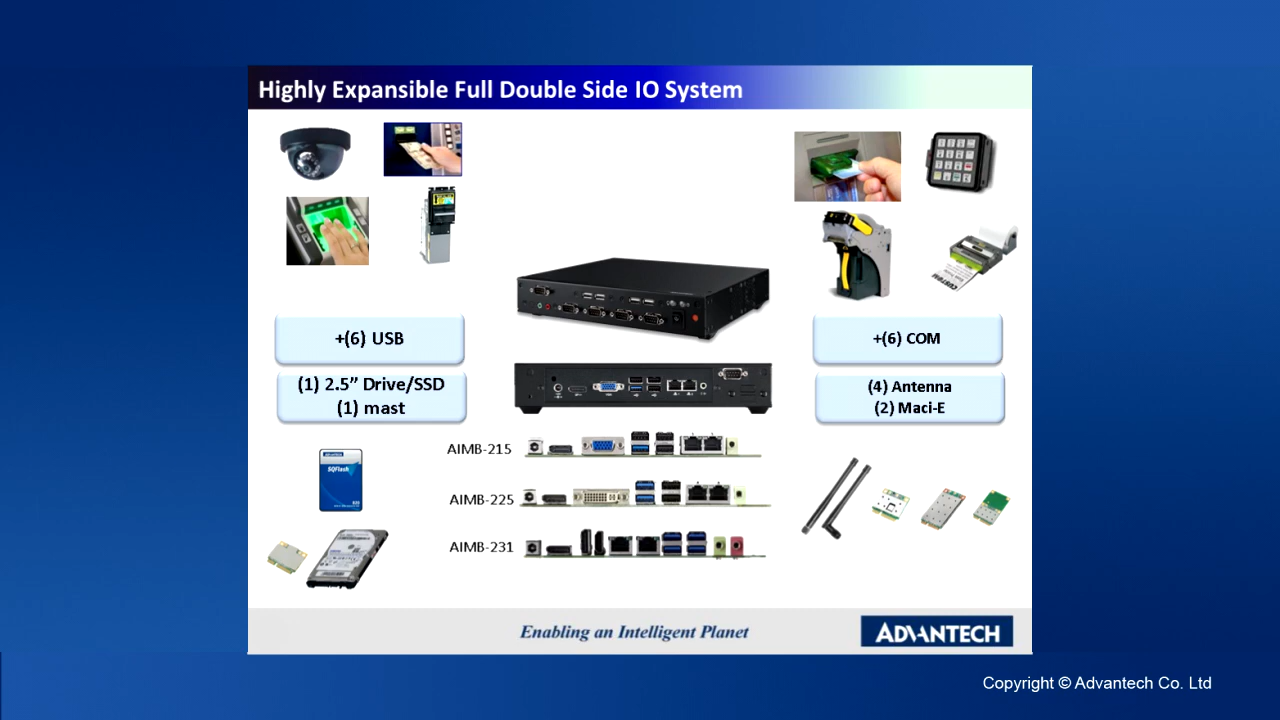 Highly Expansible Full Double Side IO System
+(6) USB
(1) 2.5” Drive/SSD
(1) mast
+(6) COM
(4) Antenna
(2) Maci-E
AIMB-215
AIMB-225
AIMB-231
ADVANTECH
SQFlash
CUSTOM
Enabling an Intelligent Planet
ADVANTECH
Copyright © Advantech Co. Ltd